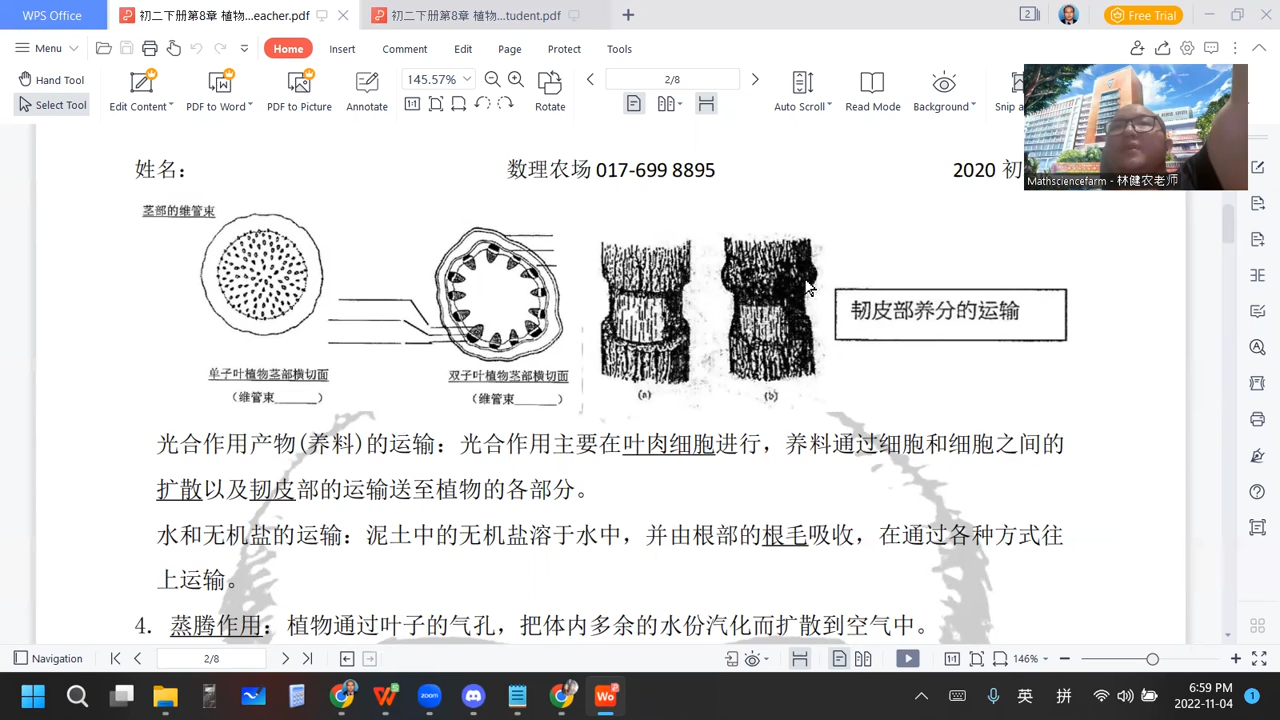 WPS Office
初二下册第8章 植物...eacher.pdf
初二下册第8章 植物...tudent.pdf
2
Free Trial
Menu
Home
Insert
Comment
Edit
Page
Protect
Tools
Hand Tool
Select Tool
Edit Content
PDF to Word
PDF to Picture
Annotate
145.57%
Rotate
2/8
Auto Scroll
Read Mode
Background
Snip a
Mathsciencefarm - 林健农老师
姓名:
数理农场 017-699 8895
2020 初
茎部的维管束
韧皮部养分的运输
单子叶植物茎部横切面
(维管束______)
双子叶植物茎部横切面
(维管束______)
(a)
(b)
光合作用产物(养料)的运输：光合作用主要在叶肉细胞进行，养料通过细胞和细胞之间的
扩散以及韧皮部的运输送至植物的各部分。
水和无机盐的运输：泥土中的无机盐溶于水中，并由根部的根毛吸收，在通过各种方式往
上运输。
4. 蒸腾作用：植物通过叶子的气孔，把体内多余的水份汽化而扩散到空气中。
Navigation
2/8
146%
英
拼
6:59 PM
2022-11-04
1